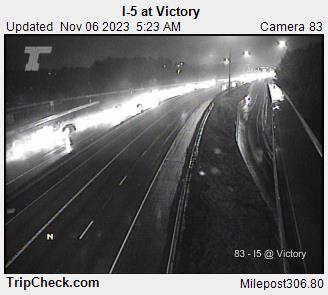 I-5 at Victory
Updated Nov 06 2023 5:23 AM Camera 83
T
N
83 - I5 @ Victory
TripCheck.com Milepost306.80